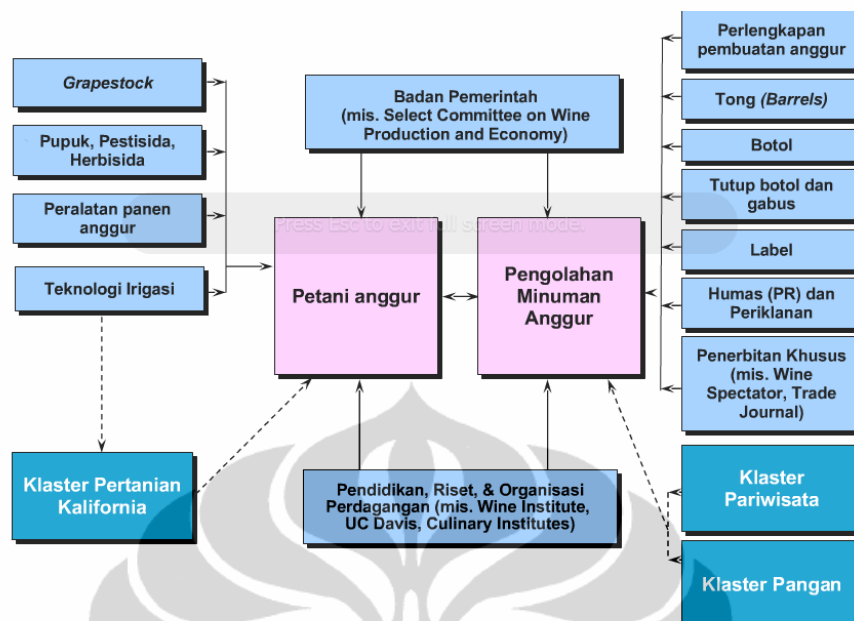 Grapestock
Pupuk, Pestisida,
Herbisida
Peralatan panen
anggur
Teknologi Irigasi
Klaster Pertanian
Kalifornia
Badan Pemerintah
(mis. Select Committee on Wine
Production and Economy)
Press Esc to exit full screen mode.
Petani anggur
Pengolahan
Minuman
Anggur
Pendidikan, Riset, & Organisasi
Perdagangan (mis. Wine Institute,
UC Davis, Culinary Institutes)
Perlengkapan
pembuatan anggur
Tong (Barrels)
Botol
Tutup botol dan
gabus
Label
Humas (PR) dan
Periklanan
Penerbitan Khusus
(mis. Wine
Spectator, Trade
Journal)
Klaster
Pariwisata
Klaster Pangan